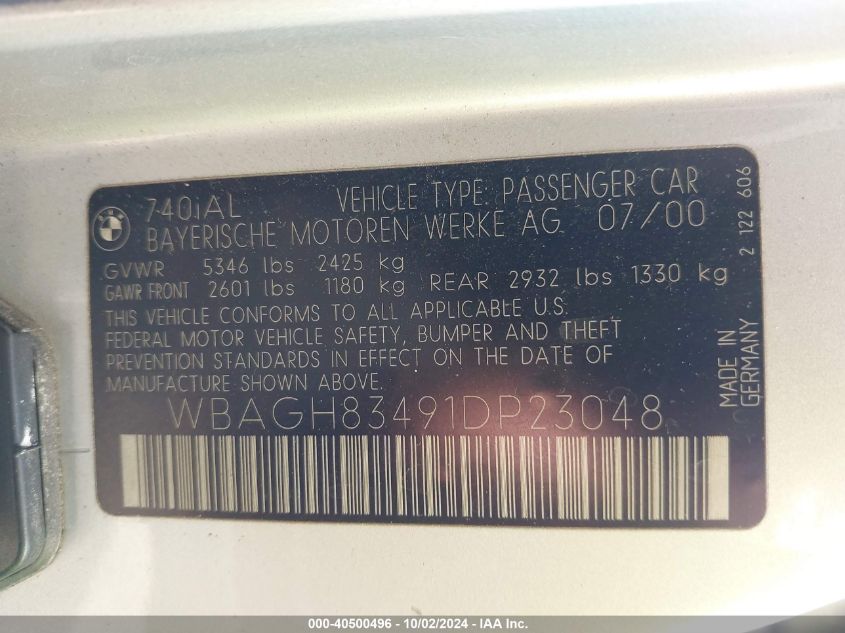 BMW
740iAL VEHICLE TYPE: PASSENGER CAR
BAYERISCHE MOTOREN WERKE AG 07/00
GVWR 5346 lbs 2425 kg
GAWR FRONT 2601 lbs 1180 kg REAR 2932 lbs 1330 kg
THIS VEHICLE CONFORMS TO ALL APPLICABLE U.S.
FEDERAL MOTOR VEHICLE SAFETY, BUMPER AND THEFT
PREVENTION STANDARDS IN EFFECT ON THE DATE OF
MANUFACTURE SHOWN ABOVE.
WBAGH83491DP23048
2 122 606
MADE IN
GERMANY
000-40500496 - 10/02/2024 - IAA Inc.